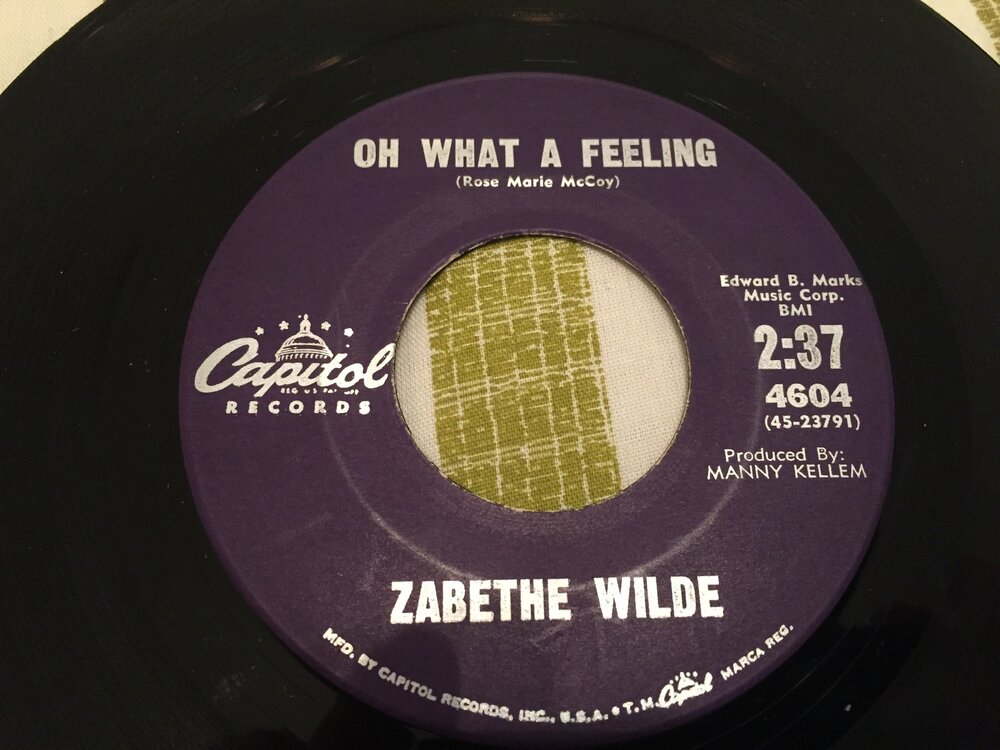 OH WHAT A FEELING
(Rose Marie McCoy)
Edward B. Marks
Music Corp.
BMI
2:37
4604
(45-23791)
Produced By:
MANNY KELLEM
Capitol
RECORDS
ZABETHE WILDE
MFD. BY CAPITOL RECORDS, INC., U.S.A. • T.M. Capitol MARCA REG.